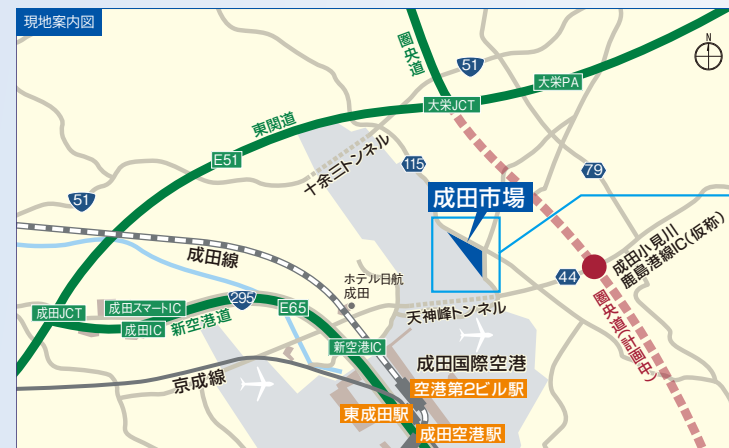 現地案内図
N
圏央道
51
大栄PA
大栄JCT
東関道
E51
十余三トンネル
115
79
51
成田市場
成田線
成田小見川
鹿島港線IC(仮称)
ホテル日航
成田
44
295
成田スマートIC
E65
成田JCT
成田IC
新空港道
天神峰トンネル
圏央道(計画中)
新空港IC
成田国際空港
京成線
空港第2ビル駅
東成田駅
成田空港駅